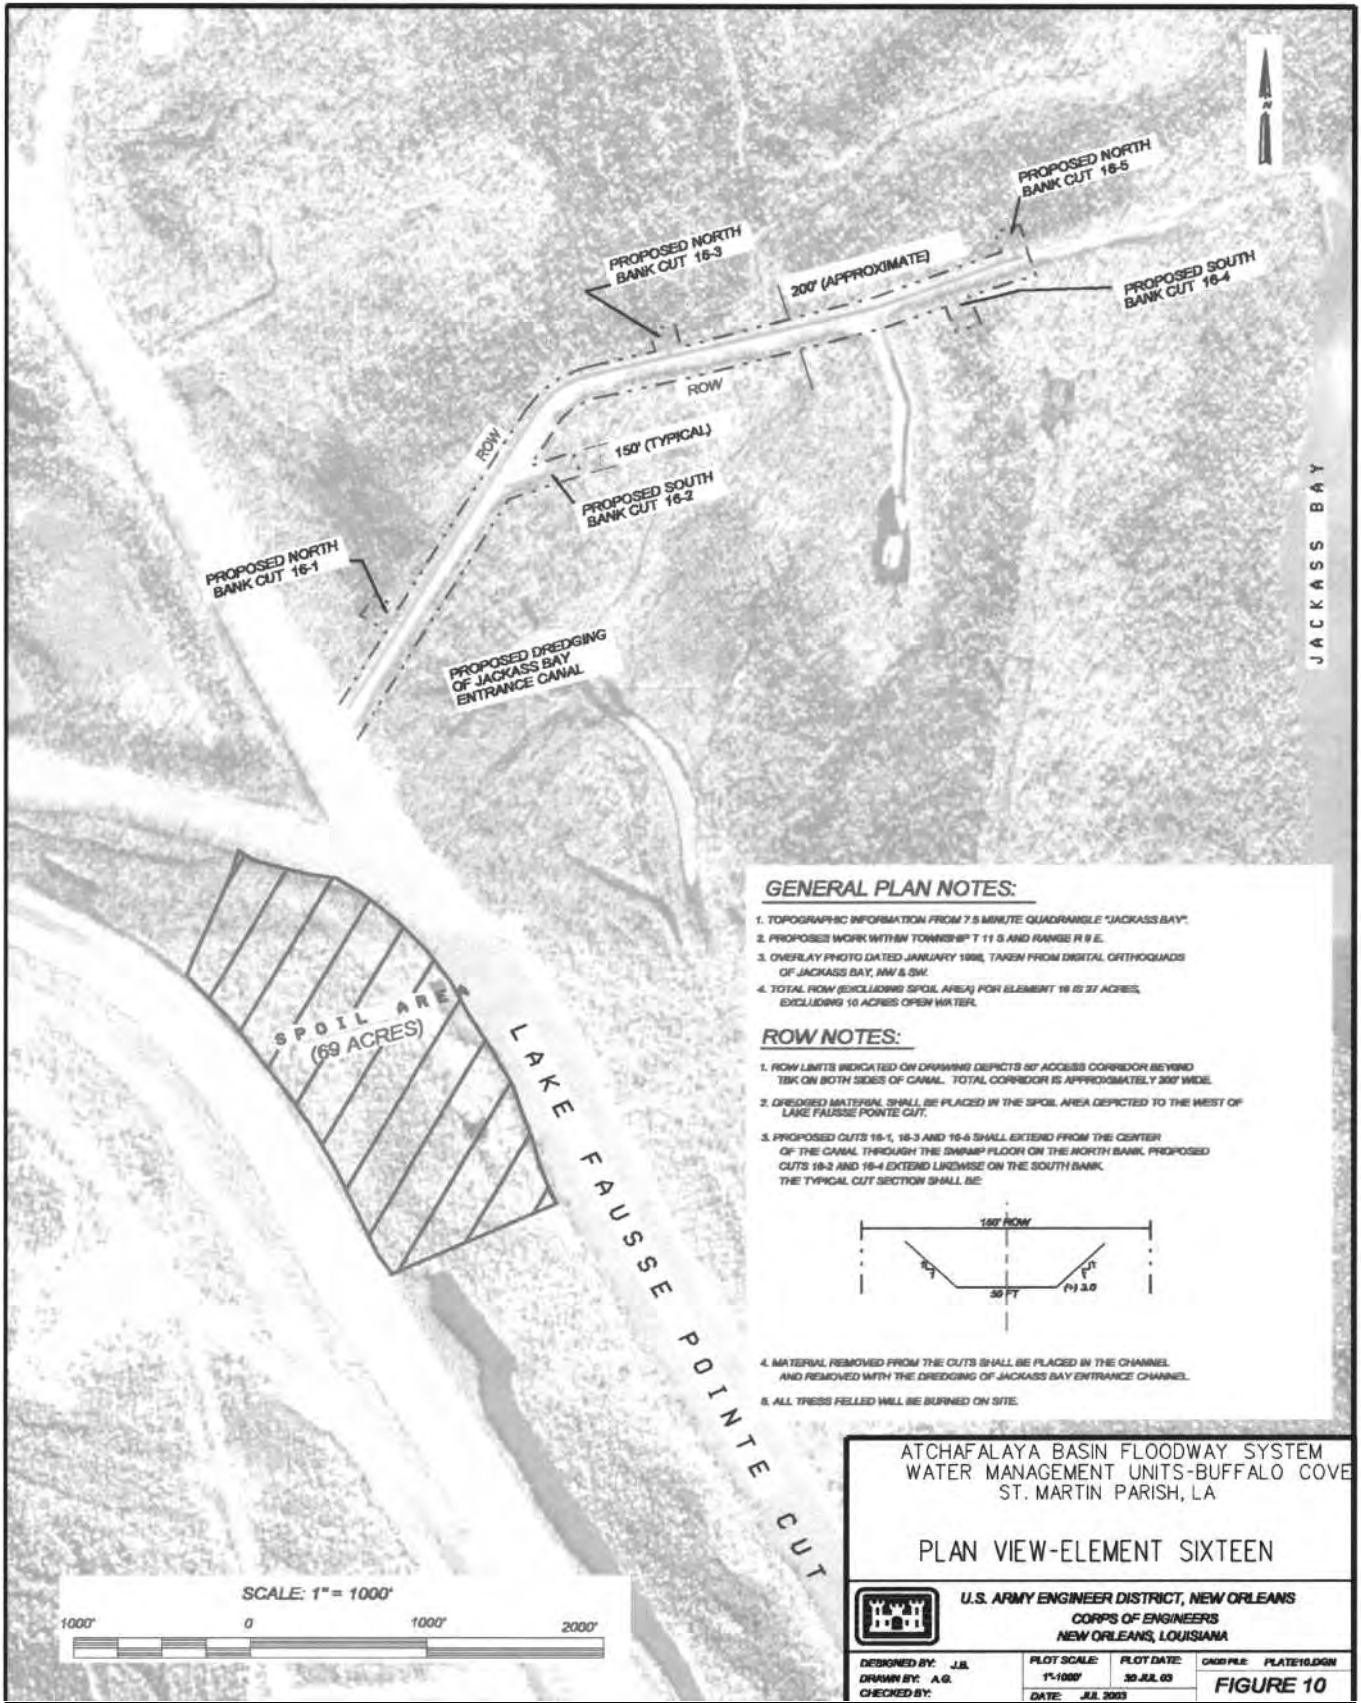 N
PROPOSED NORTH
BANK CUT 16-5
PROPOSED NORTH
BANK CUT 16-3
200' (APPROXIMATE)
PROPOSED SOUTH
BANK CUT 16-4
ROW
ROW
150' (TYPICAL)
PROPOSED SOUTH
BANK CUT 16-2
PROPOSED NORTH
BANK CUT 16-1
JACKASS BAY
PROPOSED DREDGING
OF JACKASS BAY
ENTRANCE CANAL
SPOIL AREA
(69 ACRES)
LAKE FAUSSE POINTE CUT
GENERAL PLAN NOTES:
1. TOPOGRAPHIC INFORMATION FROM 7.5 MINUTE QUADRANGLE "JACKASS BAY".
2. PROPOSES WORK WITHIN TOWNSHIP T 11 S AND RANGE R 9 E.
3. OVERLAY PHOTO DATED JANUARY 1998, TAKEN FROM DIGITAL ORTHOQUADS
OF JACKASS BAY, NW & SW.
4. TOTAL ROW (EXCLUDING SPOIL AREA) FOR ELEMENT 16 IS 27 ACRES,
EXCLUDING 10 ACRES OPEN WATER.
ROW NOTES:
1. ROW LIMITS INDICATED ON DRAWING DEPICTS 50' ACCESS CORRIDOR BEYOND
TBK ON BOTH SIDES OF CANAL. TOTAL CORRIDOR IS APPROXIMATELY 200' WIDE.
2. DREDGED MATERIAL SHALL BE PLACED IN THE SPOIL AREA DEPICTED TO THE WEST OF
LAKE FAUSSE POINTE CUT.
3. PROPOSED CUTS 16-1, 16-3 AND 16-5 SHALL EXTEND FROM THE CENTER
OF THE CANAL THROUGH THE SWAMP FLOOR ON THE NORTH BANK. PROPOSED
CUTS 16-2 AND 16-4 EXTEND LIKEWISE ON THE SOUTH BANK.
THE TYPICAL CUT SECTION SHALL BE:
150' ROW
50 FT
(+) 3.0
4. MATERIAL REMOVED FROM THE CUTS SHALL BE PLACED IN THE CHANNEL
AND REMOVED WITH THE DREDGING OF JACKASS BAY ENTRANCE CHANNEL.
5. ALL TRESS FELLED WILL BE BURNED ON SITE.
SCALE: 1" = 1000'
1000' 0 1000' 2000'
ATCHAFALAYA BASIN FLOODWAY SYSTEM
WATER MANAGEMENT UNITS-BUFFALO COVE
ST. MARTIN PARISH, LA
PLAN VIEW-ELEMENT SIXTEEN
U.S. ARMY ENGINEER DISTRICT, NEW ORLEANS
CORPS OF ENGINEERS
NEW ORLEANS, LOUISIANA
DESIGNED BY: J.B.
DRAWN BY: A.G.
CHECKED BY:
PLOT SCALE:
1"-1000'
PLOT DATE:
30 JUL 03
DATE: JUL 2003
CADD FILE: PLATE10.DGN
FIGURE 10